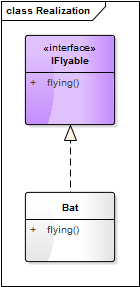 class Realization
«interface»
IFlyable
+ flying()
Bat
+ flying()